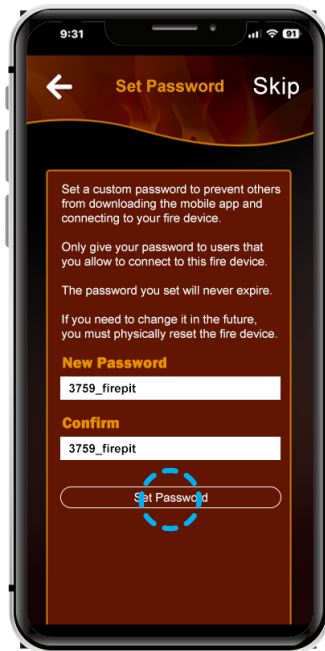 9:31
91
Set Password Skip
Set a custom password to prevent others
from downloading the mobile app and
connecting to your fire device.
Only give your password to users that
you allow to connect to this fire device.
The password you set will never expire.
If you need to change it in the future,
you must physically reset the fire device.
New Password
3759_firepit
Confirm
3759_firepit
Set Password